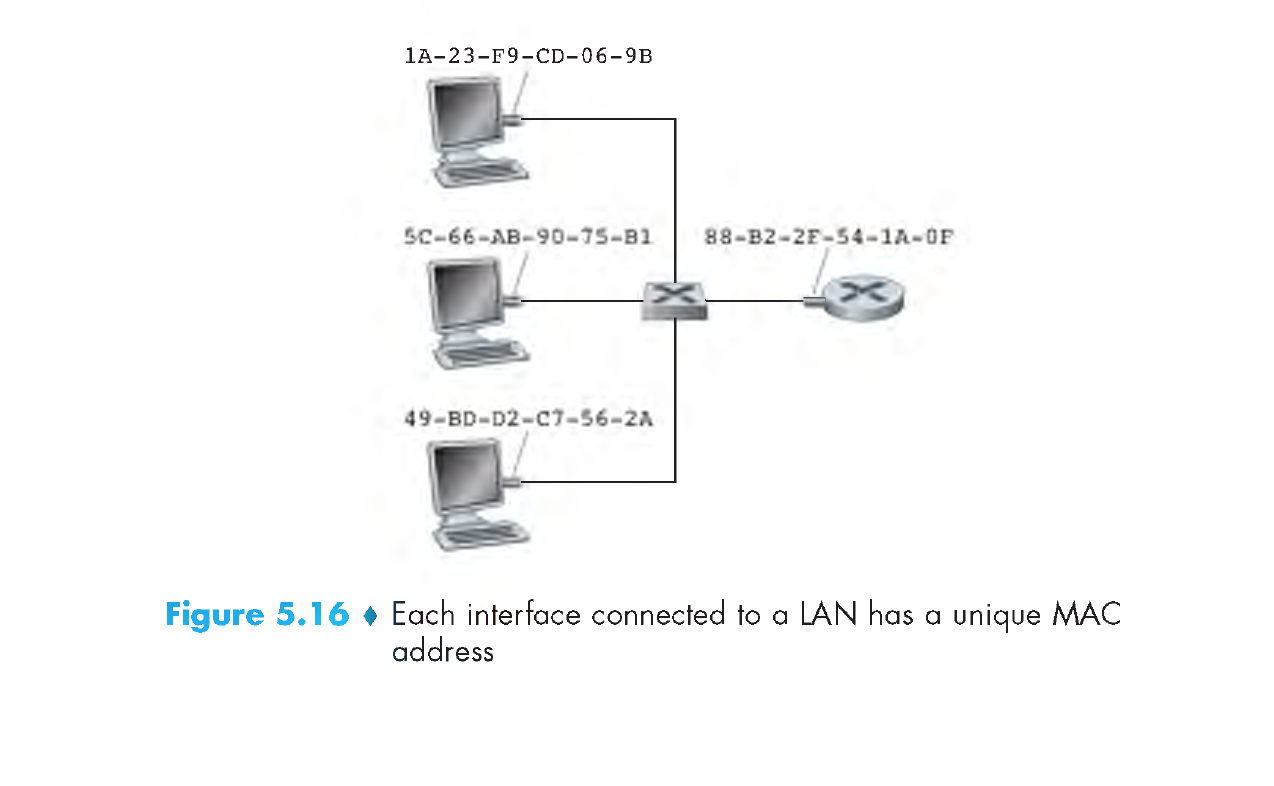 1A-23-F9-CD-06-9B
5C-66-AB-90-75-B1
88-B2-2F-54-1A-0F
49-BD-D2-C7-56-2A
Figure 5.16 ♦ Each interface connected to a LAN has a unique MAC
address